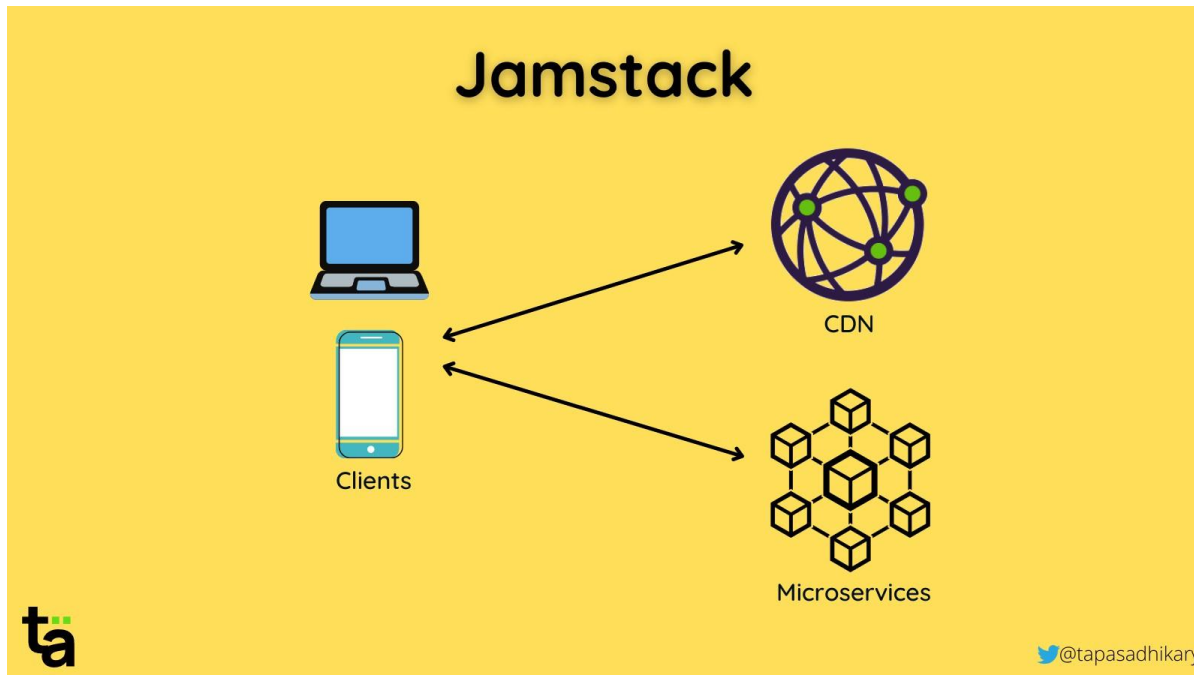 Jamstack
CDN
Clients
Microservices
tä
@tapasadhikary